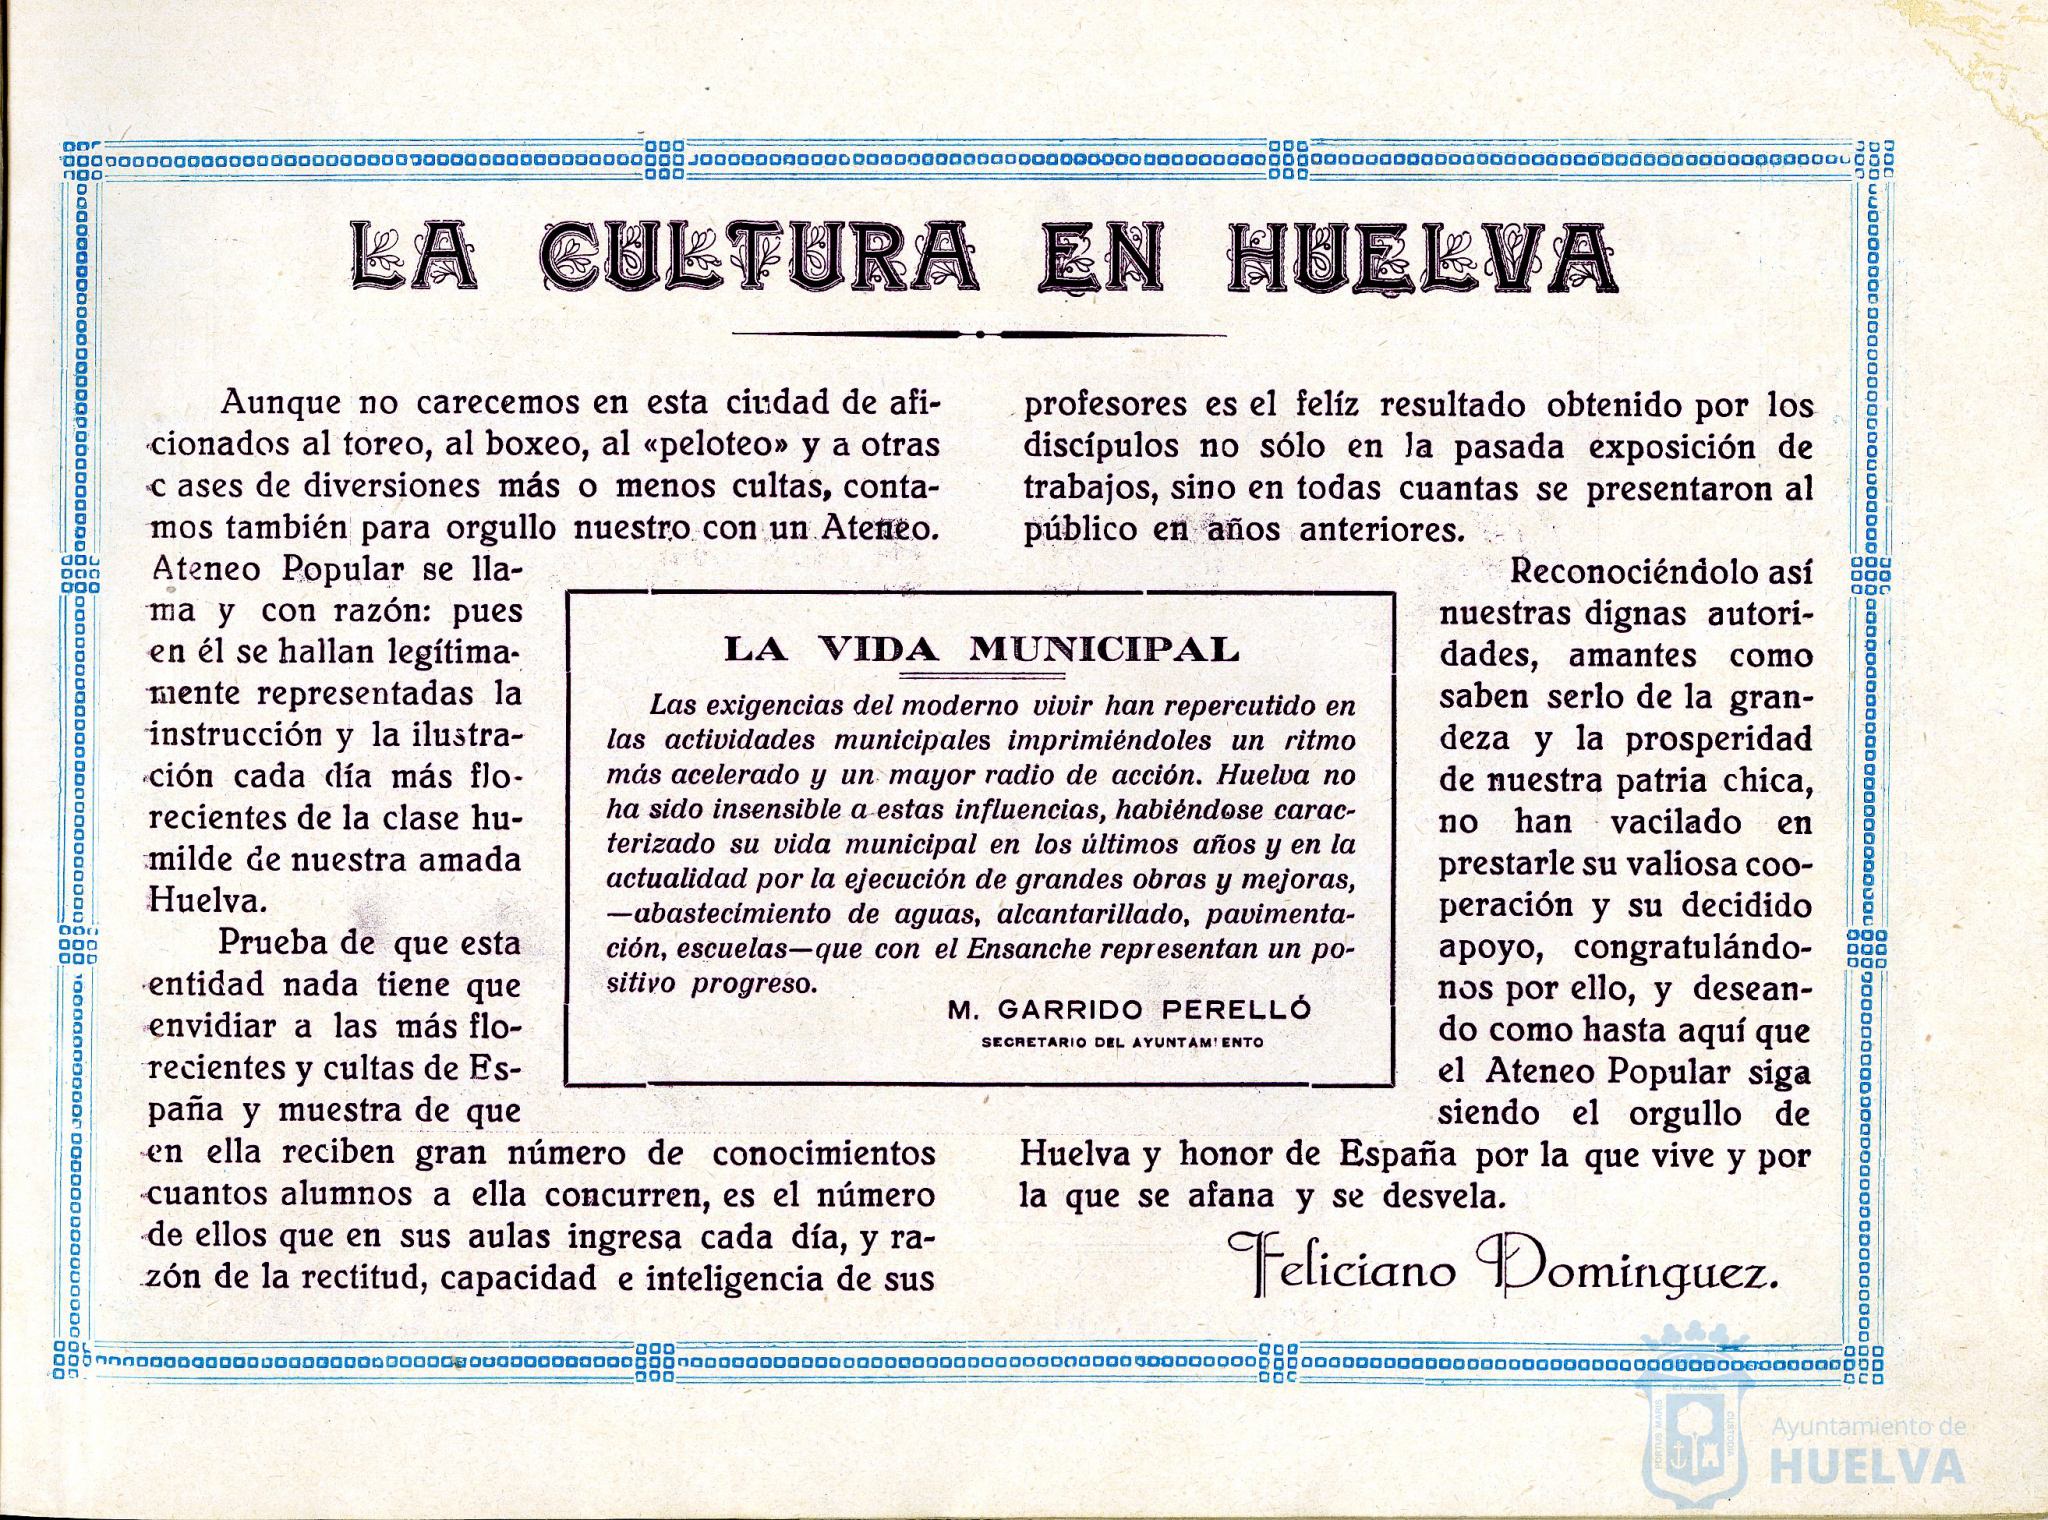 LA CULTURA EN HUELVA
Aunque no carecemos en esta ciudad de afi-
cionados al toreo, al boxeo, al «peloteo» y a otras
c ases de diversiones más o menos cultas, conta-
mos también para orgullo nuestro con un Ateneo.
Ateneo Popular se lla-
ma y con razón: pues
en él se hallan legítima-
mente representadas la
instrucción y la ilustra-
ción cada día más flo-
recientes de la clase hu-
milde de nuestra amada
Huelva.
Prueba de que esta
entidad nada tiene que
envidiar a las más flo-
recientes y cultas de Es-
paña y muestra de que
en ella reciben gran número de conocimientos
cuantos alumnos a ella concurren, es el número
de ellos que en sus aulas ingresa cada día, y ra-
zón de la rectitud, capacidad e inteligencia de sus
profesores es el felíz resultado obtenido por los
discípulos no sólo en la pasada exposición de
trabajos, sino en todas cuantas se presentaron al
público en años anteriores.
Reconociéndolo así
nuestras dignas autori-
dades, amantes como
saben serlo de la gran-
deza y la prosperidad
de nuestra patria chica,
no han vacilado en
prestarle su valiosa coo-
peración y su decidido
apoyo, congratulándo-
nos por ello, y desean-
do como hasta aquí que
el Ateneo Popular siga
siendo el orgullo de
Huelva y honor de España por la que vive y por
la que se afana y se desvela.
Feliciano Dominguez.
LA VIDA MUNICIPAL
Las exigencias del moderno vivir han repercutido en
las actividades municipales imprimiéndoles un ritmo
más acelerado y un mayor radio de acción. Huelva no
ha sido insensible a estas influencias, habiéndose carac-
terizado su vida municipal en los últimos años y en la
actualidad por la ejecución de grandes obras y mejoras,
—abastecimiento de aguas, alcantarillado, pavimenta-
ción, escuelas—que con el Ensanche representan un po-
sitivo progreso.
M. GARRIDO PERELLÓ
SECRETARIO DEL AYUNTAMIENTO
PORTUS MARIS
CUSTODIA
Ayuntamiento de
HUELVA